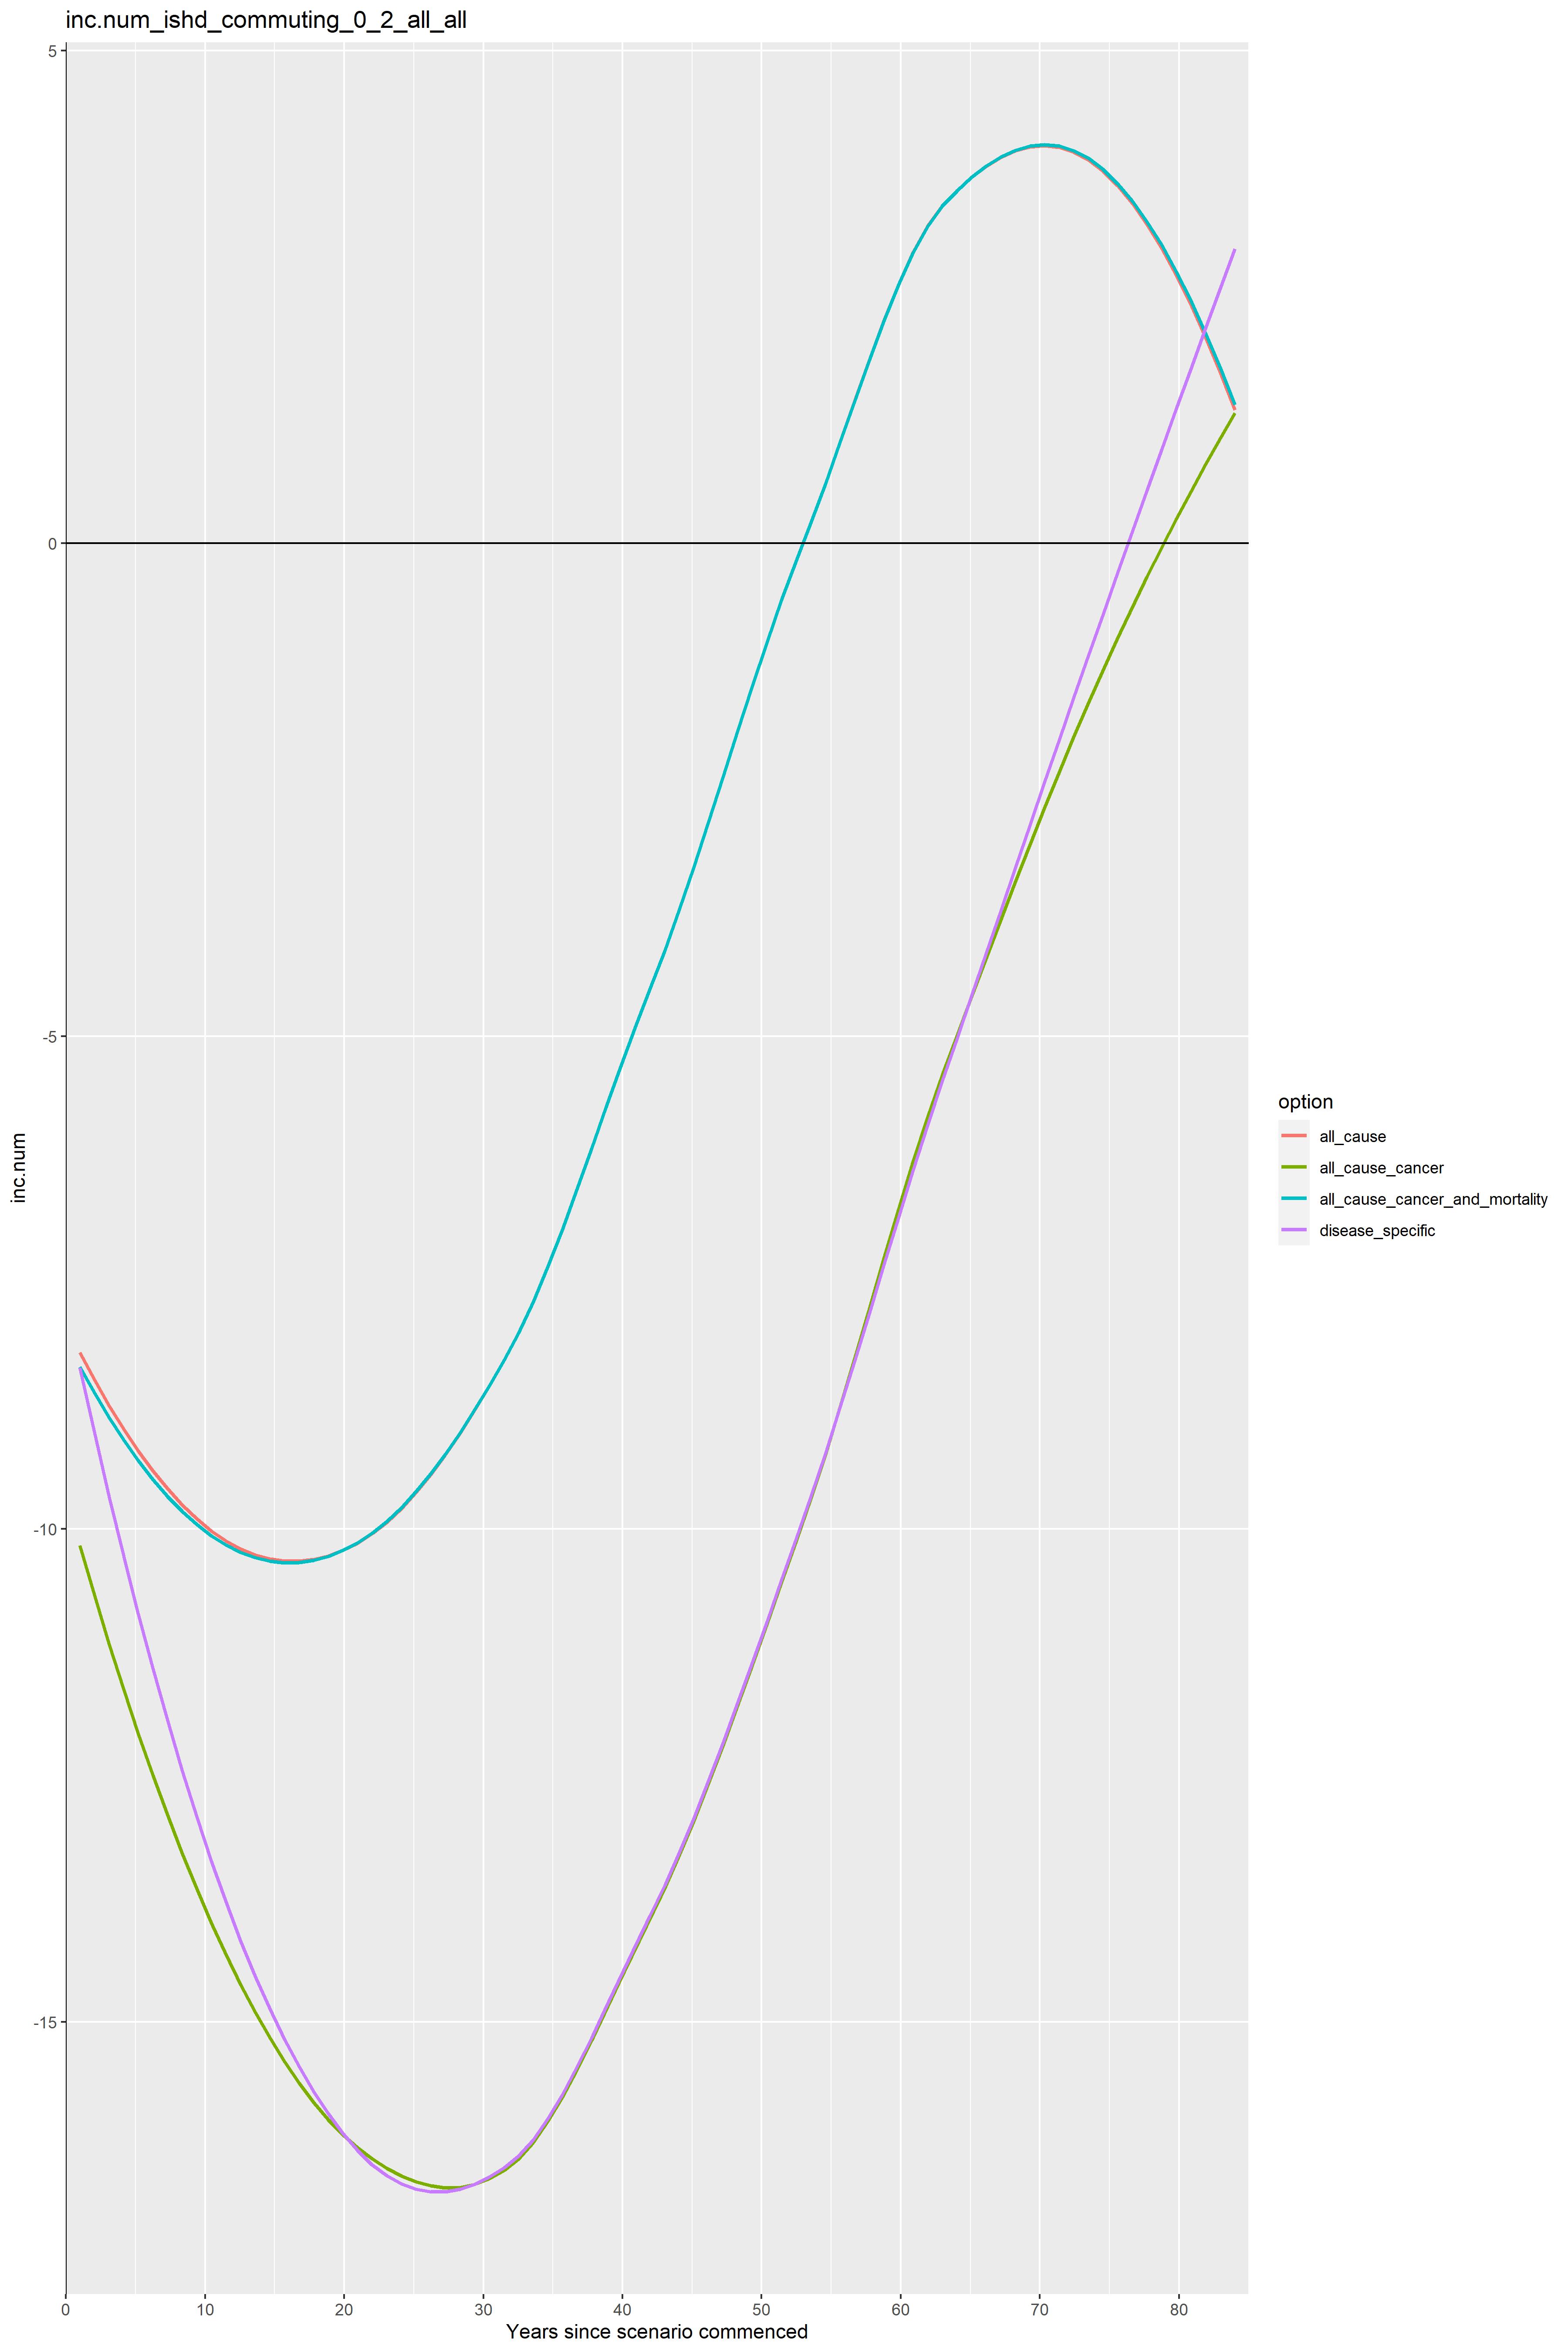 inc.num_ishd_commuting_0_2_all_all
5
0
-5
-10
-15
inc.num
0 10 20 30 40 50 60 70 80
Years since scenario commenced
option
all_cause
all_cause_cancer
all_cause_cancer_and_mortality
disease_specific